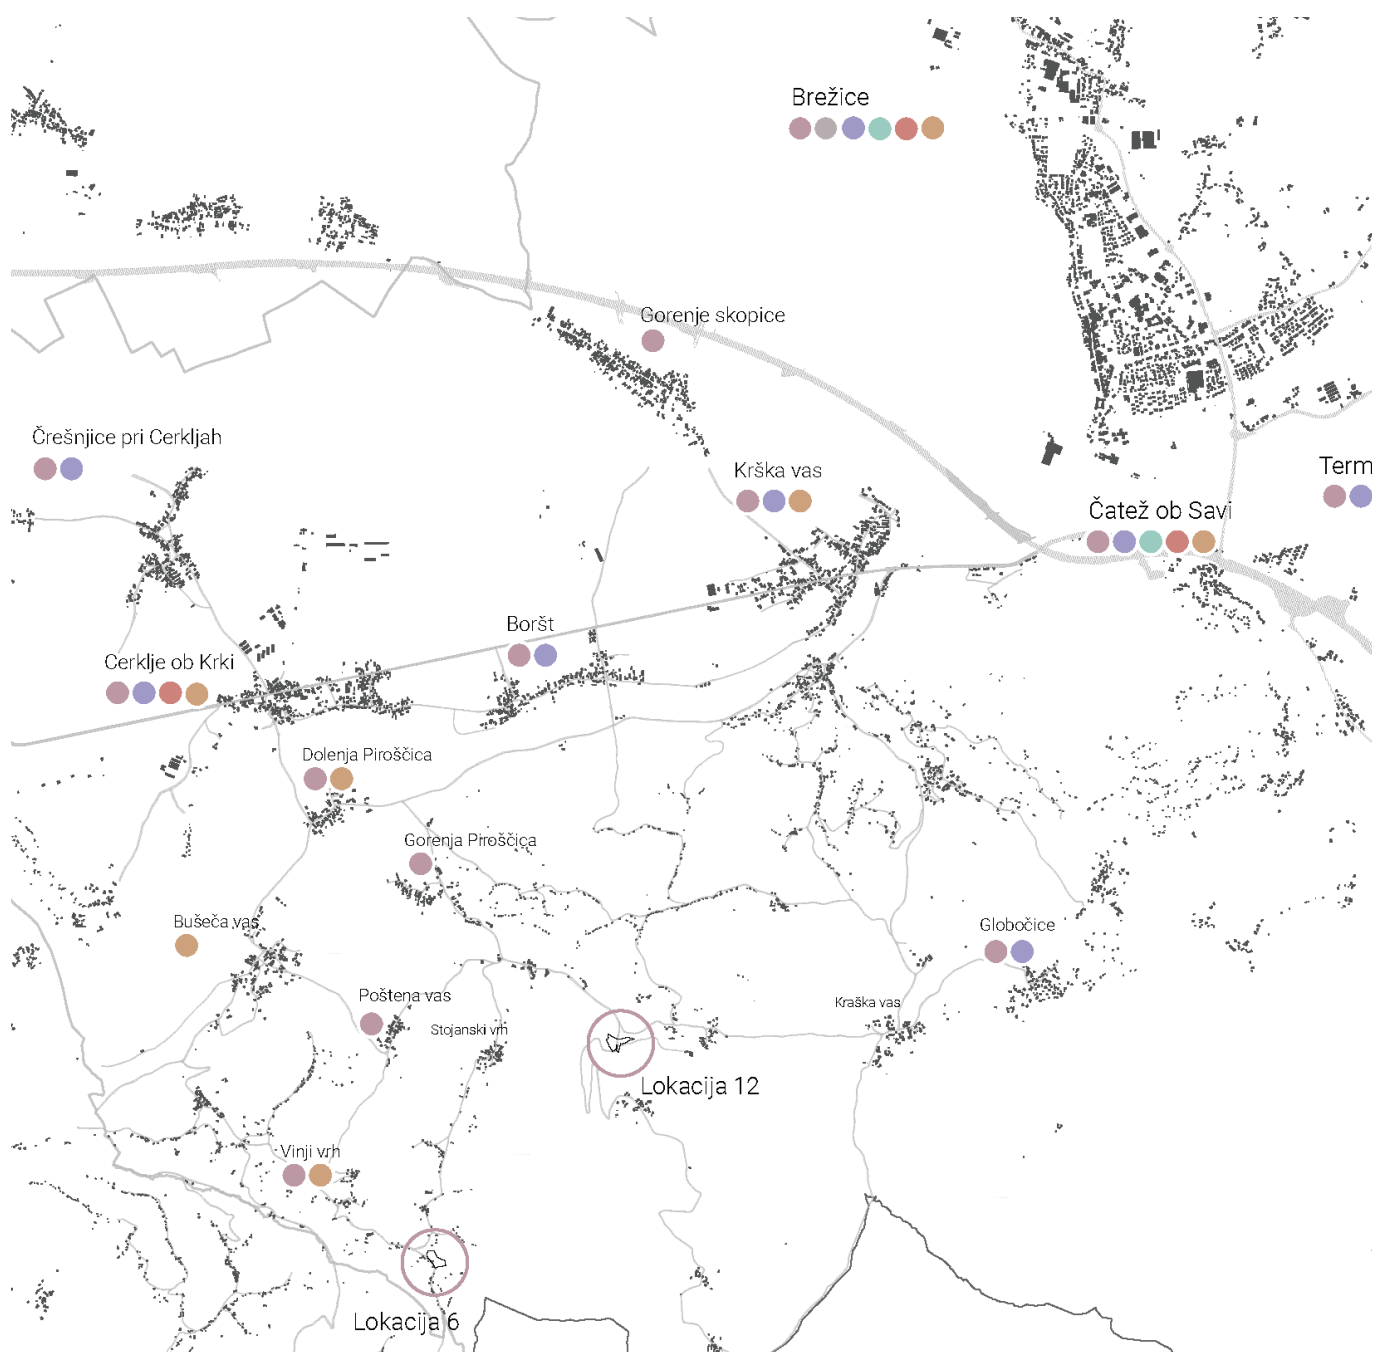 Brežice
Gorenje skopice
Črešnjice pri Cerkljah
Krška vas
Term
Čatež ob Savi
Boršt
Cerklje ob Krki
Dolenja Piroščica
Gorenja Piroščica
Bušeča vas
Globočice
Poštena vas
Kraška vas
Stojanski vrh
Lokacija 12
Vinji vrh
Lokacija 6